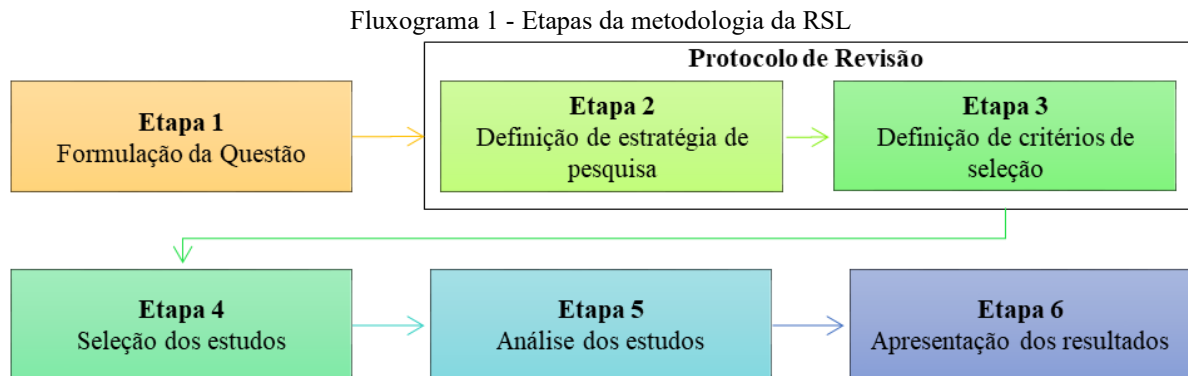 Fluxograma 1 - Etapas da metodologia da RSL
Protocolo de Revisão
Etapa 1
Formulação da Questão
Etapa 2
Definição de estratégia de
pesquisa
Etapa 3
Definição de critérios de
seleção
Etapa 4
Seleção dos estudos
Etapa 5
Análise dos estudos
Etapa 6
Apresentação dos resultados